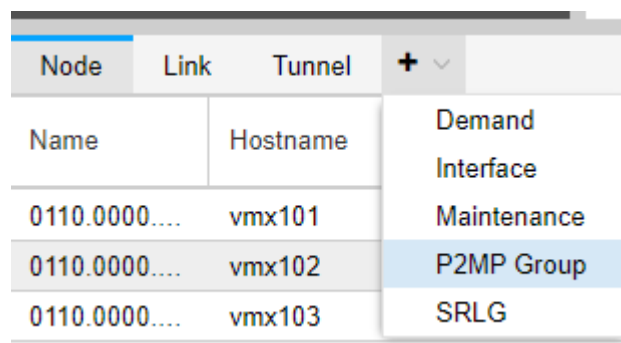 Node Link Tunnel +
Demand
Name Hostname
Interface
0110.0000.... vmx101 Maintenance
0110.0000.... vmx102 P2MP Group
0110.0000.... vmx103 SRLG